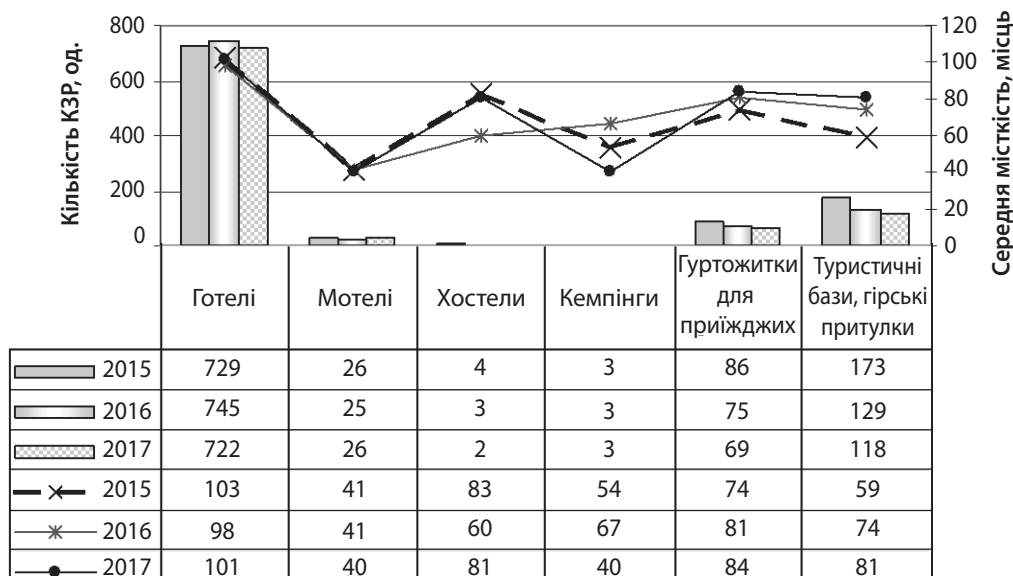 Кількість КЗР, од.
800
600
400
200
0
120
100
80
60
40
20
0
Середня місткість, місць
Готелі Мотелі Хостели Кемпінги Гуртожитки для приїжджих Туристичні бази, гірські притулки
2015 729 26 4 3 86 173
2016 745 25 3 3 75 129
2017 722 26 2 3 69 118
2015 103 41 83 54 74 59
2016 98 41 60 67 81 74
2017 101 40 81 40 84 81